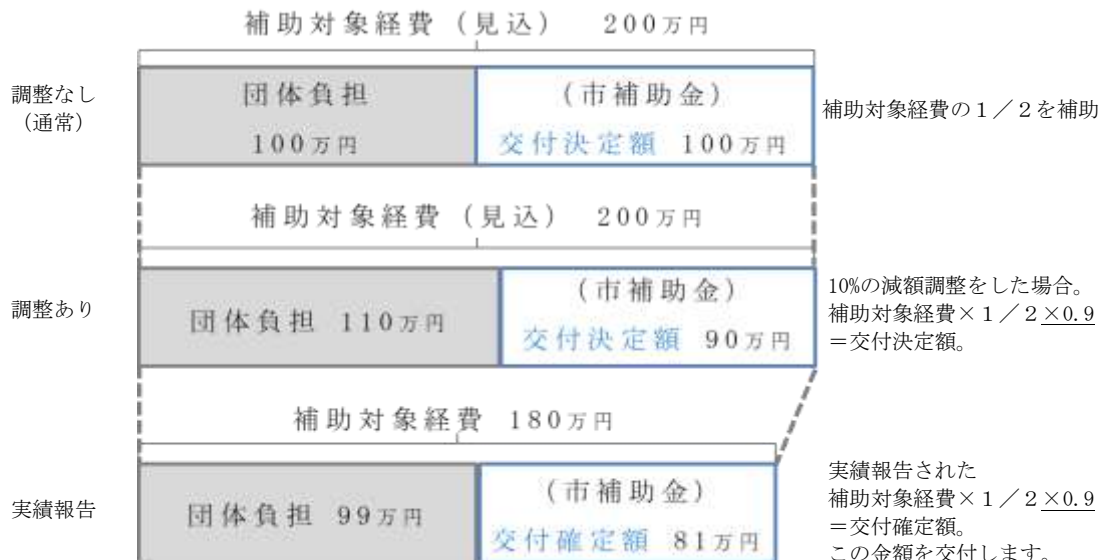 補助対象経費（見込）　200万円
調整なし
（通常）
団体負担
100万円
（市補助金）
交付決定額 100万円
補助対象経費の１／２を補助
補助対象経費（見込）　200万円
調整あり
団体負担 110万円
（市補助金）
交付決定額 90万円
10%の減額調整をした場合。
補助対象経費×１／２×0.9
＝交付決定額。
補助対象経費 180万円
実績報告
団体負担 99万円
（市補助金）
交付確定額 81万円
実績報告された
補助対象経費×１／２×0.9
＝交付確定額。
この金額を交付します。